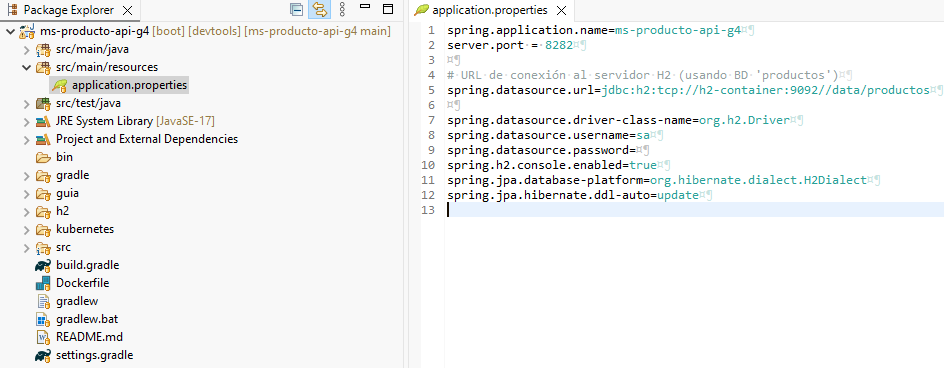 Package Explorer
ms-producto-api-g4 [boot] [devtools] [ms-producto-api-g4 main]
src/main/java
src/main/resources
application.properties
src/test/java
JRE System Library [JavaSE-17]
Project and External Dependencies
bin
gradle
guia
h2
kubernetes
src
build.gradle
Dockerfile
gradlew
gradlew.bat
README.md
settings.gradle
application.properties
1 spring.application.name=ms-producto-api-g4¤¶
2 server.port = 8282¤¶
3 ¤¶
4 # URL de conexión al servidor H2 (usando BD 'productos')¤¶
5 spring.datasource.url=jdbc:h2:tcp://h2-container:9092//data/productos¤¶
6 ¤¶
7 spring.datasource.driver-class-name=org.h2.Driver¤¶
8 spring.datasource.username=sa¤¶
9 spring.datasource.password=¤¶
10 spring.h2.console.enabled=true¤¶
11 spring.jpa.database-platform=org.hibernate.dialect.H2Dialect¤¶
12 spring.jpa.hibernate.ddl-auto=update¤¶
13